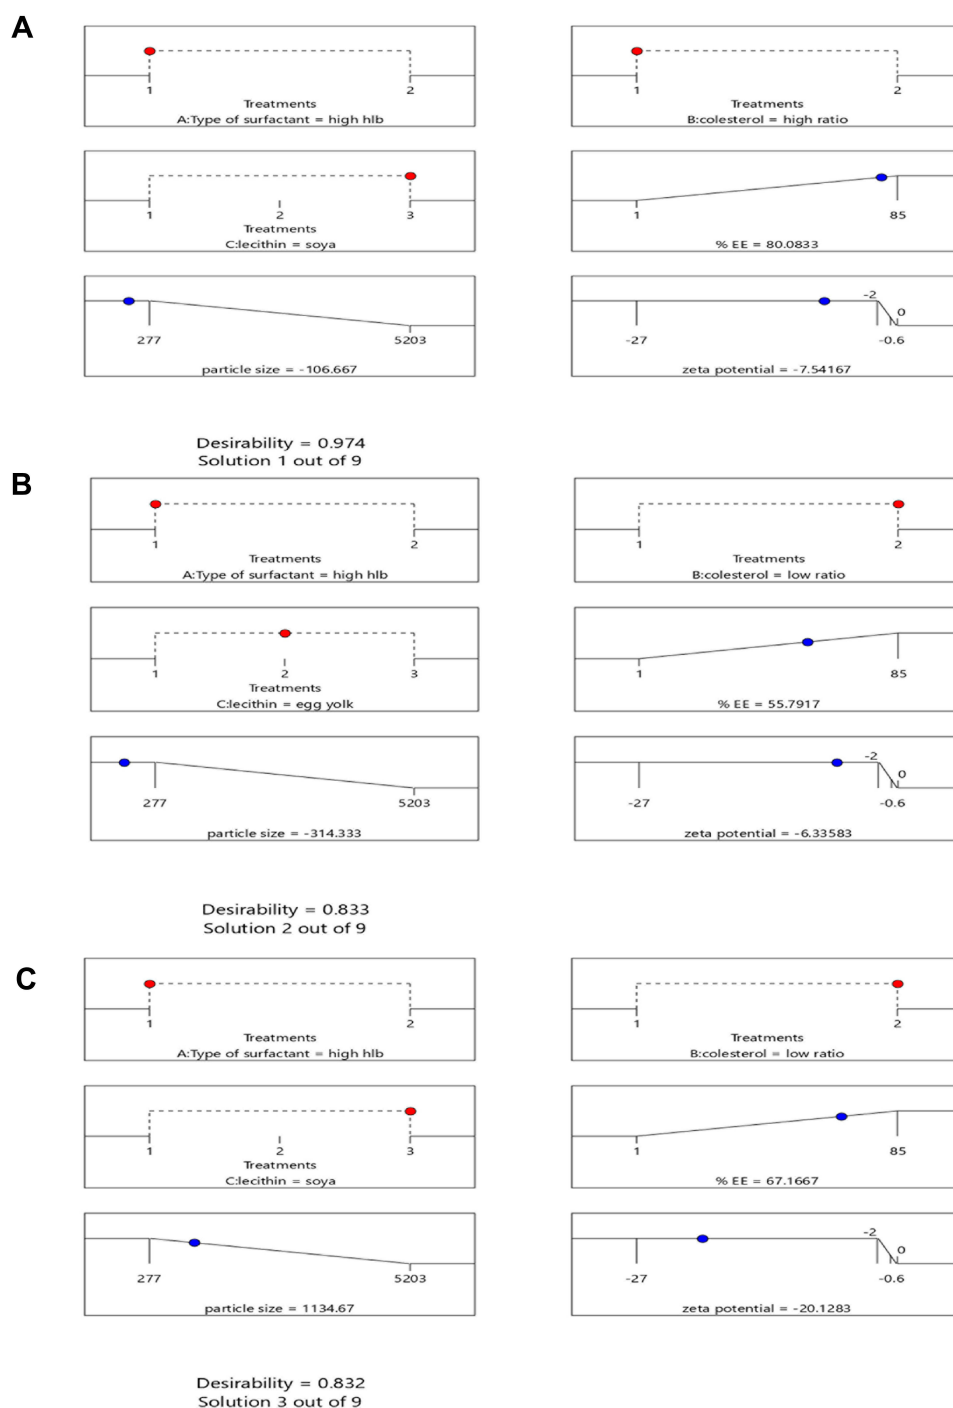 A
1 2
Treatments
A:Type of surfactant = high hlb
1 2
Treatments
B:colesterol = high ratio
1 2 3
Treatments
C:lecithin = soya
1 85
% EE = 80.0833
277 5203
particle size = -106.667
-2 0
-27 -0.6
zeta potential = -7.54167
Desirability = 0.974
Solution 1 out of 9
B
1 2
Treatments
A:Type of surfactant = high hlb
1 2
Treatments
B:colesterol = low ratio
1 2 3
Treatments
C:lecithin = egg yolk
1 85
% EE = 55.7917
277 5203
particle size = -314.333
-2 0
-27 -0.6
zeta potential = -6.33583
Desirability = 0.833
Solution 2 out of 9
C
1 2
Treatments
A:Type of surfactant = high hlb
1 2
Treatments
B:colesterol = low ratio
1 2 3
Treatments
C:lecithin = soya
1 85
% EE = 67.1667
277 5203
particle size = 1134.67
-2 0
-27 -0.6
zeta potential = -20.1283
Desirability = 0.832
Solution 3 out of 9